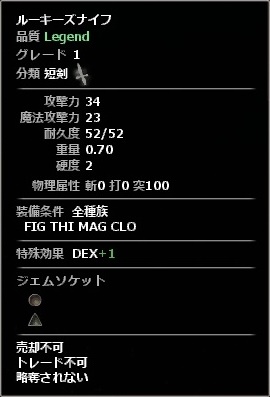 ルーキーズナイフ
品質 Legend
グレード 1
分類 短剣
攻撃力 34
魔法攻撃力 23
耐久度 52/52
重量 0.70
硬度 2
物理属性 斬0 打0 突100
装備条件 全種族
FIG THI MAG CLO
特殊効果 DEX+1
ジェムソケット
売却不可
トレード不可
略奪されない